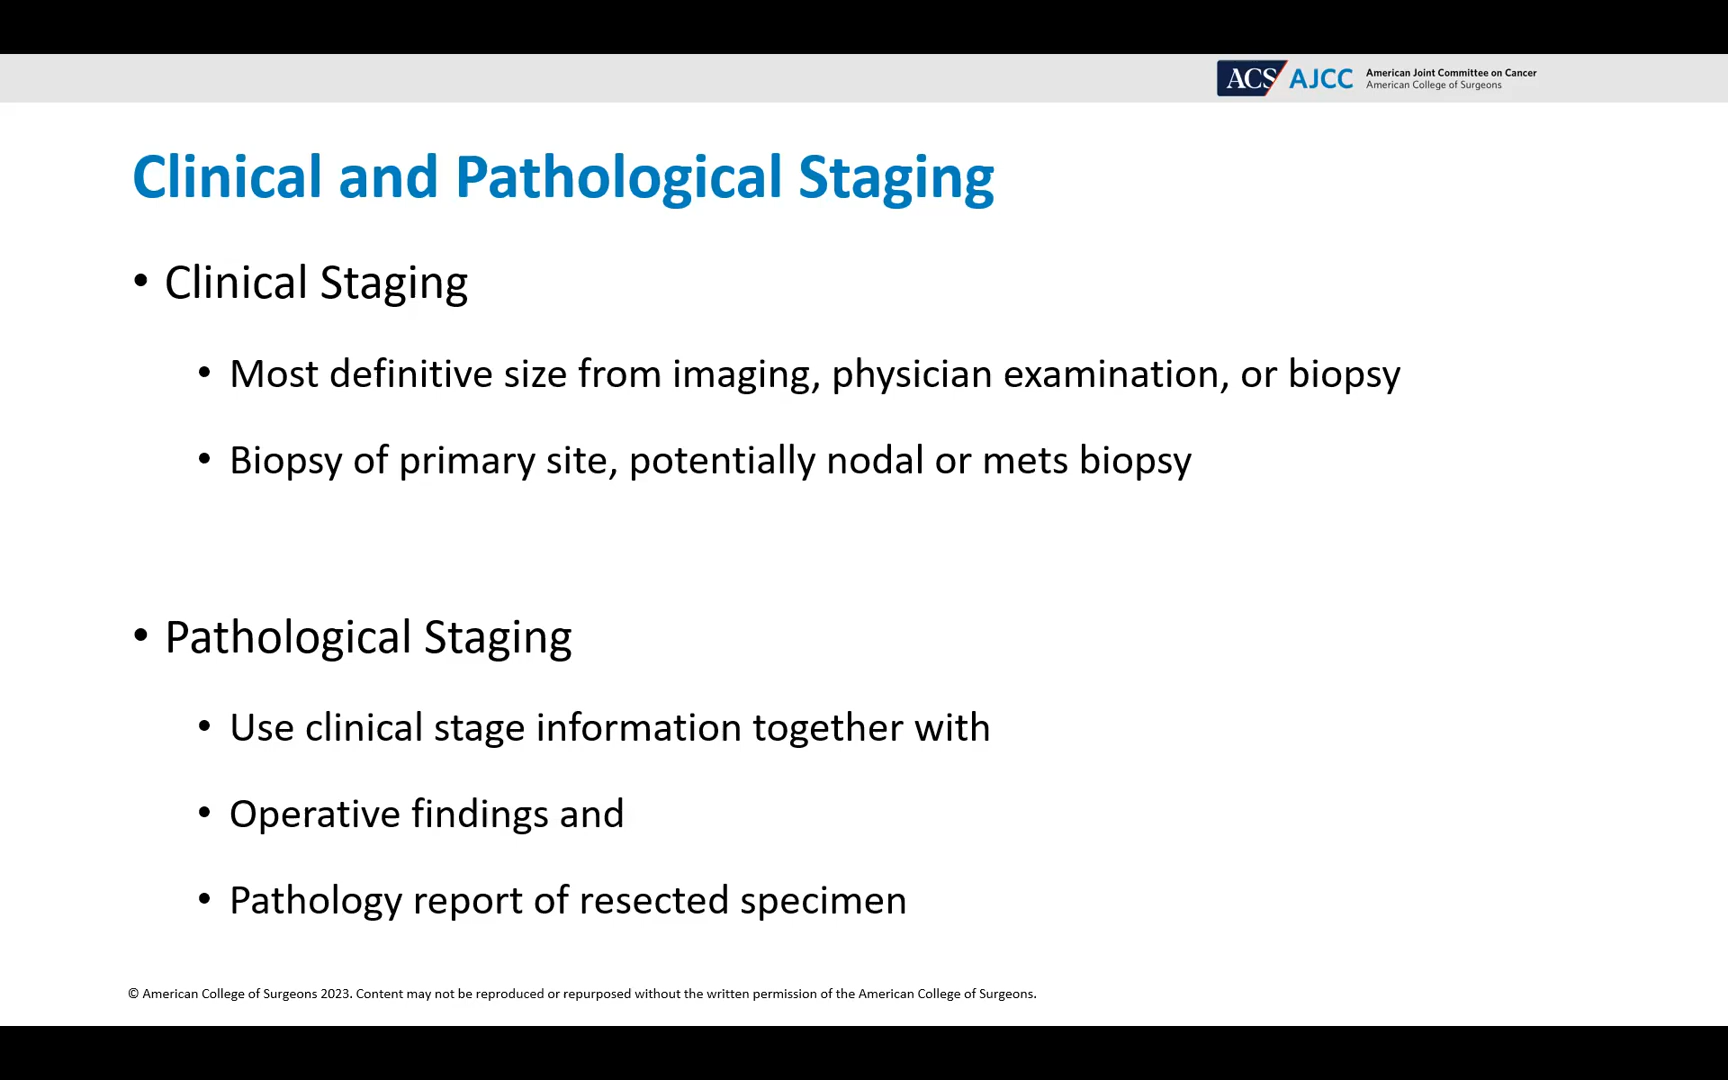 ACS AJCC American Joint Committee on Cancer
American College of Surgeons
Clinical and Pathological Staging
• Clinical Staging
• Most definitive size from imaging, physician examination, or biopsy
• Biopsy of primary site, potentially nodal or mets biopsy
• Pathological Staging
• Use clinical stage information together with
• Operative findings and
• Pathology report of resected specimen
© American College of Surgeons 2023. Content may not be reproduced or repurposed without the written permission of the American College of Surgeons.